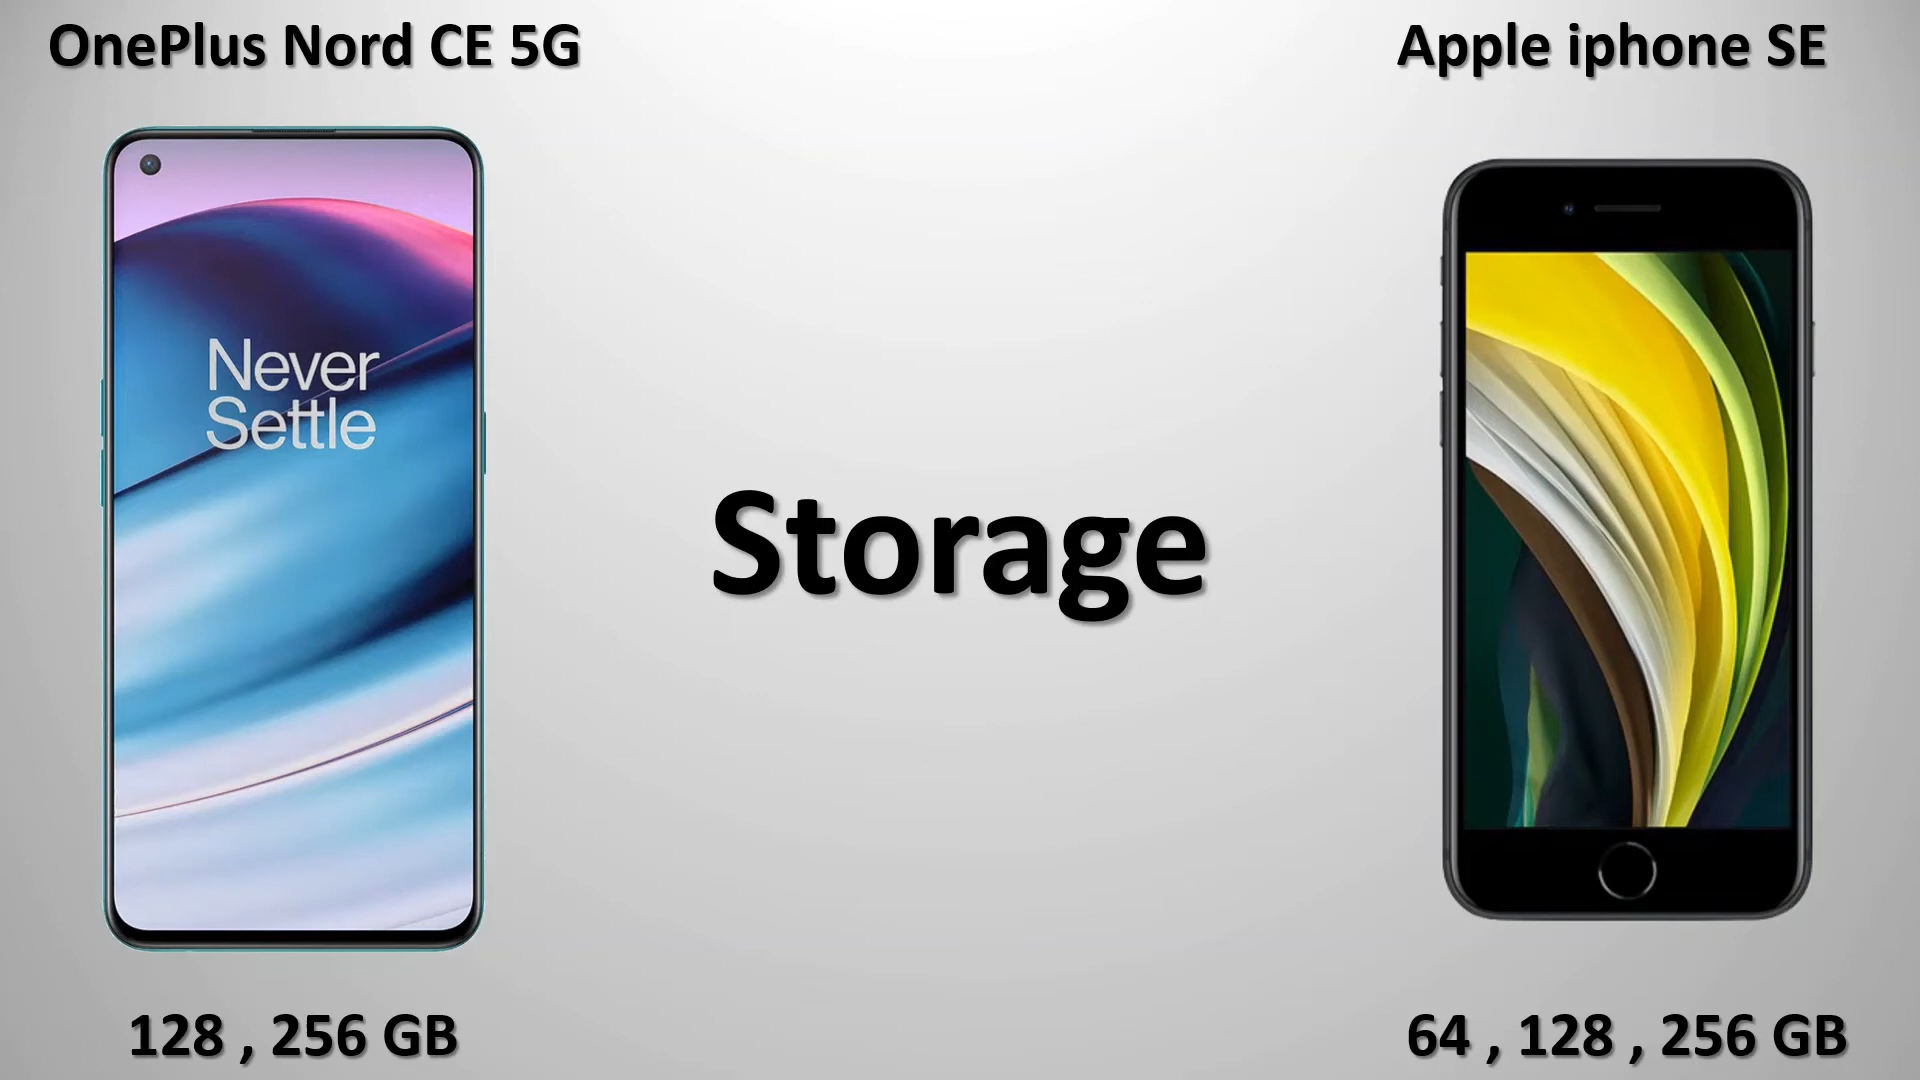 OnePlus Nord CE 5G
Apple iphone SE
Never
Settle
Storage
128 , 256 GB
64 , 128 , 256 GB